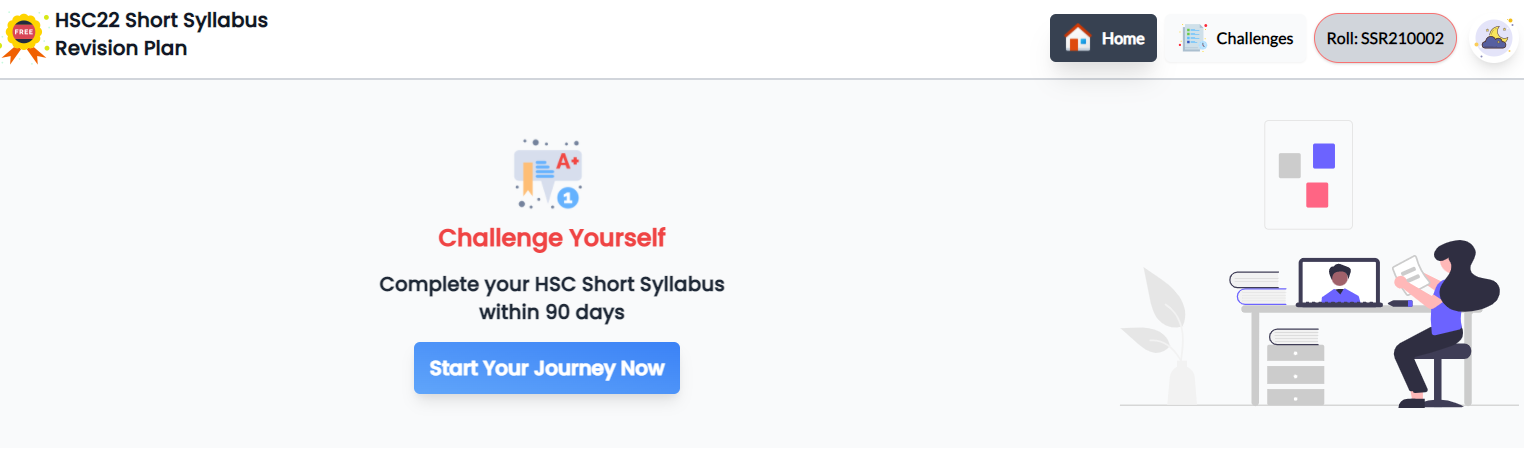 FREE
HSC22 Short Syllabus
Revision Plan
Home
Challenges
Roll: SSR210002
A+
1
Challenge Yourself
Complete your HSC Short Syllabus
within 90 days
Start Your Journey Now